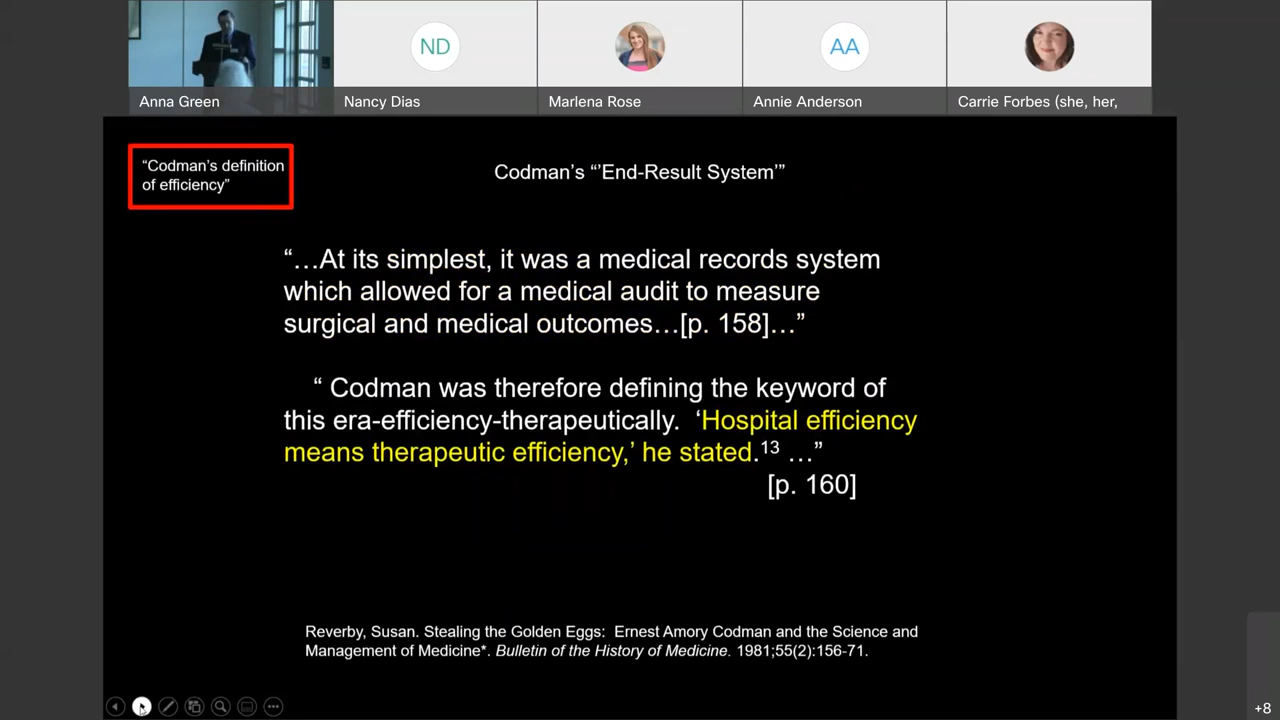 ND
AA
Anna Green
Nancy Dias
Marlena Rose
Annie Anderson
Carrie Forbes (she, her,
“Codman’s definition
of efficiency”
Codman’s “’End-Result System’”
“…At its simplest, it was a medical records system
which allowed for a medical audit to measure
surgical and medical outcomes…[p. 158]…”
“ Codman was therefore defining the keyword of
this era-efficiency-therapeutically. ‘Hospital efficiency
means therapeutic efficiency,’ he stated.¹³ …”
[p. 160]
Reverby, Susan. Stealing the Golden Eggs: Ernest Amory Codman and the Science and
Management of Medicine*. Bulletin of the History of Medicine. 1981;55(2):156-71.
+8